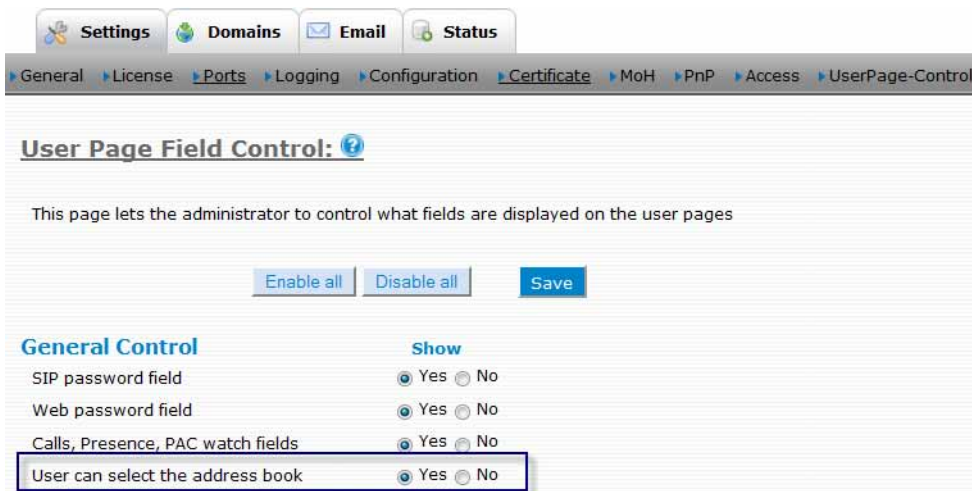 Settings Domains Email Status
General License Ports Logging Configuration Certificate MoH PnP Access UserPage-Control
User Page Field Control:
This page lets the administrator to control what fields are displayed on the user pages
Enable all Disable all Save
General Control Show
SIP password field Yes No
Web password field Yes No
Calls, Presence, PAC watch fields Yes No
User can select the address book Yes No